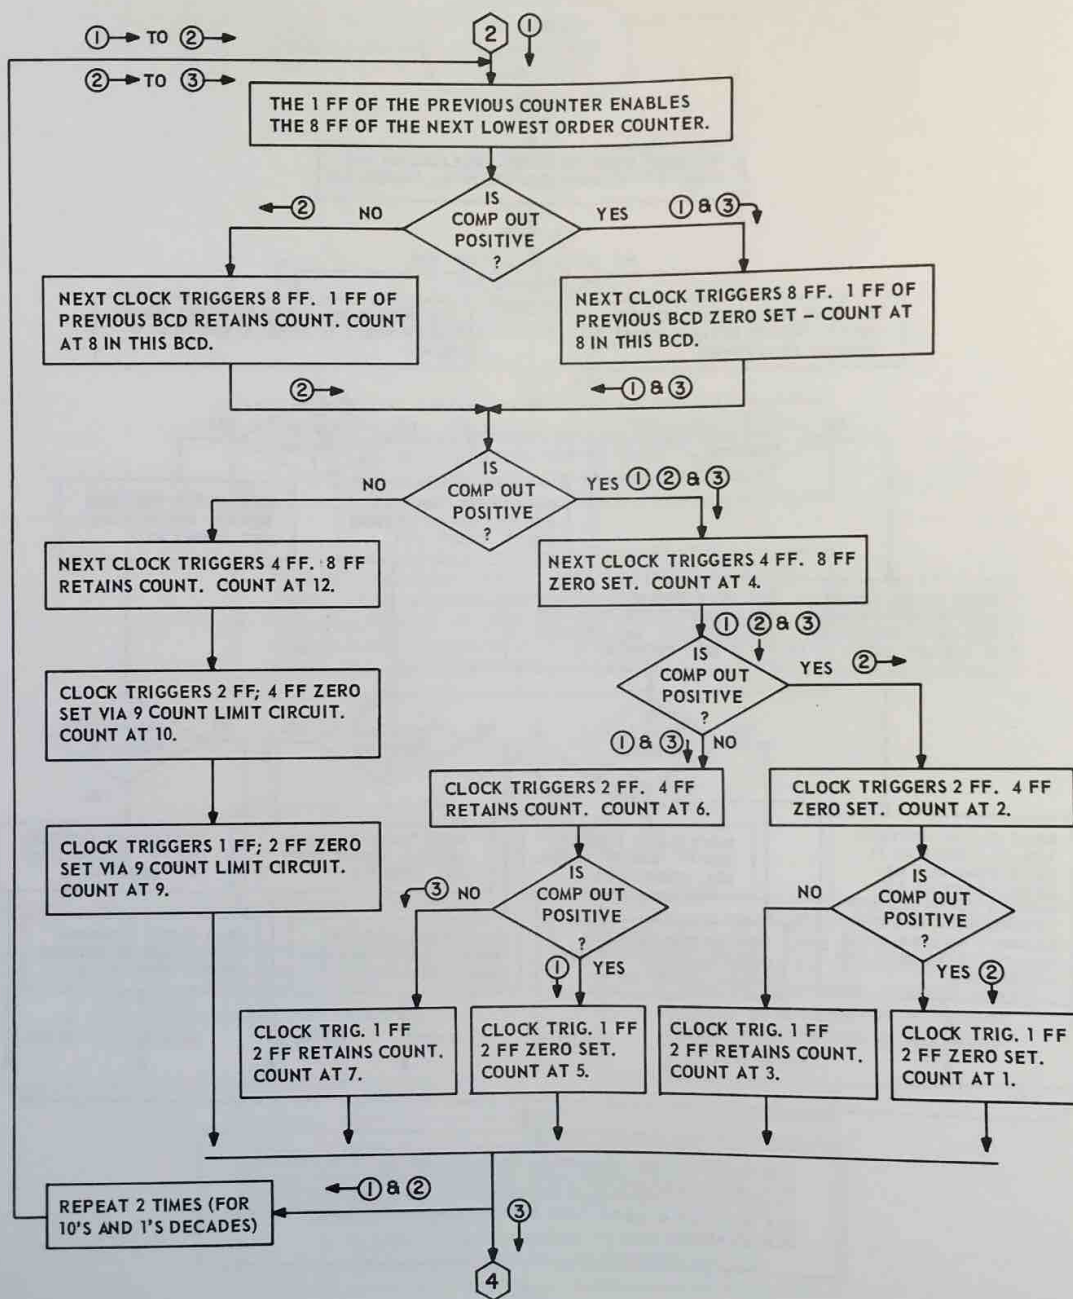 ① → TO ② →
② → TO ③ →
2 ①
THE 1 FF OF THE PREVIOUS COUNTER ENABLES
THE 8 FF OF THE NEXT LOWEST ORDER COUNTER.
IS
COMP OUT
POSITIVE
?
② NO
YES ① & ③
NEXT CLOCK TRIGGERS 8 FF. 1 FF OF
PREVIOUS BCD RETAINS COUNT. COUNT
AT 8 IN THIS BCD.
NEXT CLOCK TRIGGERS 8 FF. 1 FF OF
PREVIOUS BCD ZERO SET – COUNT AT
8 IN THIS BCD.
②
① & ③
IS
COMP OUT
POSITIVE
?
NO
YES ① ② & ③
NEXT CLOCK TRIGGERS 4 FF. 8 FF
RETAINS COUNT. COUNT AT 12.
NEXT CLOCK TRIGGERS 4 FF. 8 FF
ZERO SET. COUNT AT 4.
① ② & ③
IS
COMP OUT
POSITIVE
?
YES ②
① & ③ NO
CLOCK TRIGGERS 2 FF; 4 FF ZERO
SET VIA 9 COUNT LIMIT CIRCUIT.
COUNT AT 10.
CLOCK TRIGGERS 2 FF. 4 FF
RETAINS COUNT. COUNT AT 6.
CLOCK TRIGGERS 2 FF. 4 FF
ZERO SET. COUNT AT 2.
CLOCK TRIGGERS 1 FF; 2 FF ZERO
SET VIA 9 COUNT LIMIT CIRCUIT.
COUNT AT 9.
IS
COMP OUT
POSITIVE
?
③ NO
① YES
IS
COMP OUT
POSITIVE
?
NO
YES ②
CLOCK TRIG. 1 FF
2 FF RETAINS COUNT.
COUNT AT 7.
CLOCK TRIG. 1 FF
2 FF ZERO SET.
COUNT AT 5.
CLOCK TRIG. 1 FF
2 FF RETAINS COUNT.
COUNT AT 3.
CLOCK TRIG. 1 FF
2 FF ZERO SET.
COUNT AT 1.
REPEAT 2 TIMES (FOR
10'S AND 1'S DECADES)
① & ②
③
4